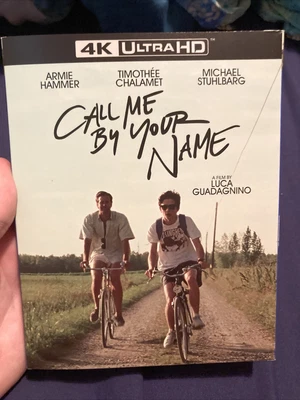 4K ULTRA HD
ARMIE HAMMER
TIMOTHÉE CHALAMET
MICHAEL STUHLBARG
CALL ME
BY YOUR
NAME
A FILM BY
LUCA
GUADAGNINO